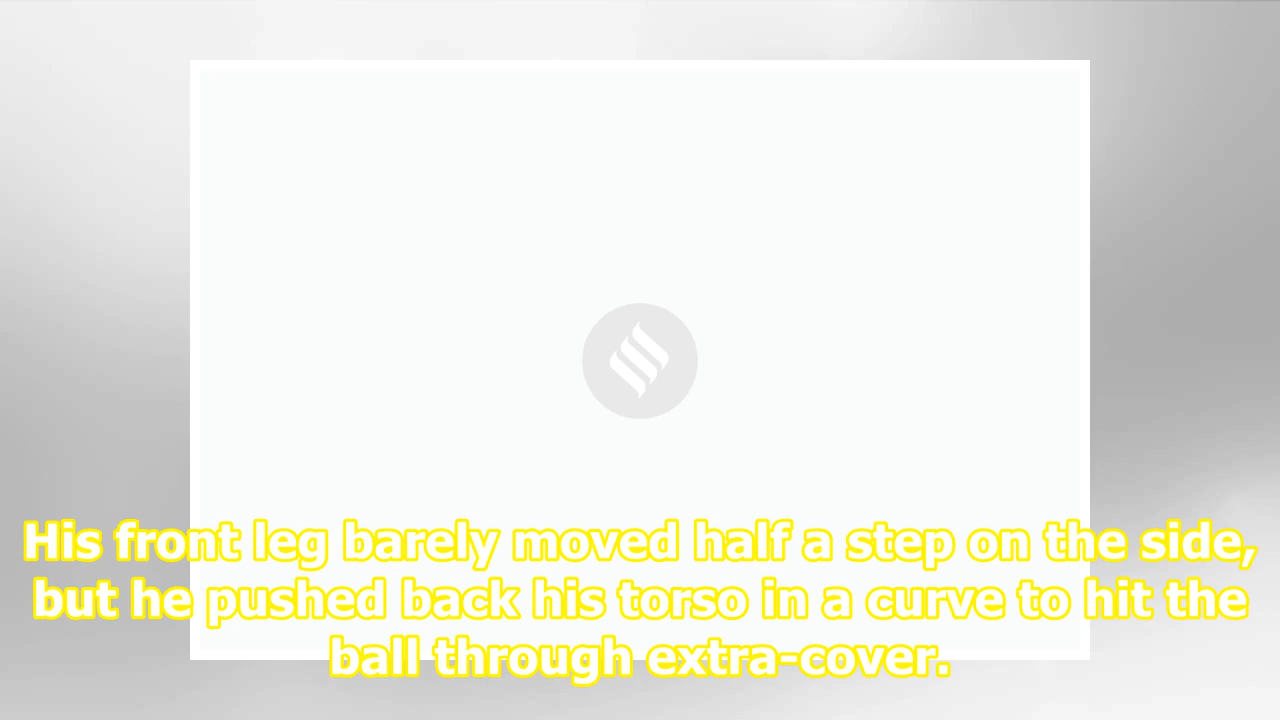 His front leg barely moved half a step on the side,
but he pushed back his torso in a curve to hit the
ball through extra-cover.